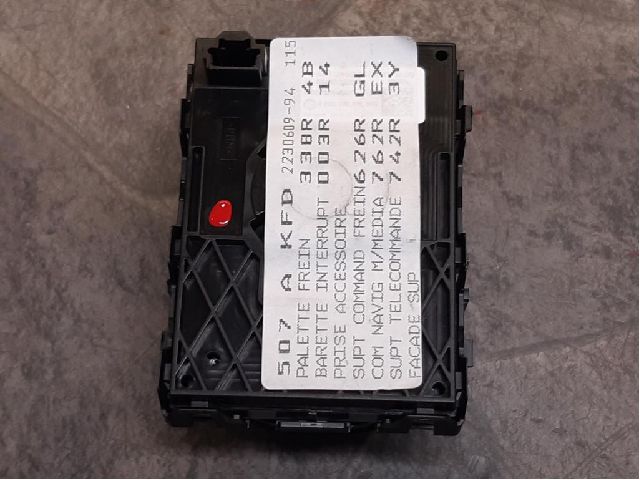 507 A KFD 2230609-94 115
PALETTE FREIN 338R 4B
BARETTE INTERRUPT 003R 14
PRISE ACCESSOIRE
SUPT COMMAND FREIN 626R GL
COM NAVIG M/MEDIA 762R EX
SUPT TELECOMMANDE 742R 3Y
FACADE SUP